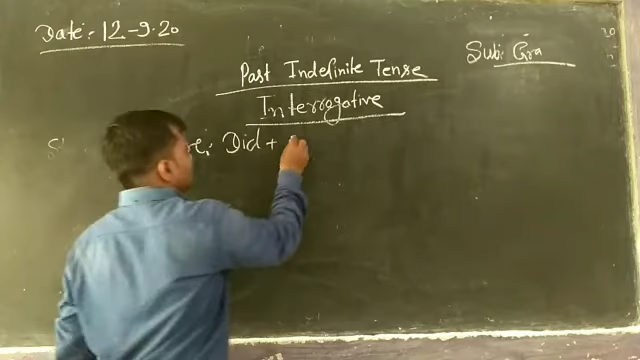 Date:- 12-9.20
Sub: Gra
Past Indefinite Tense
Interrogative
Did +